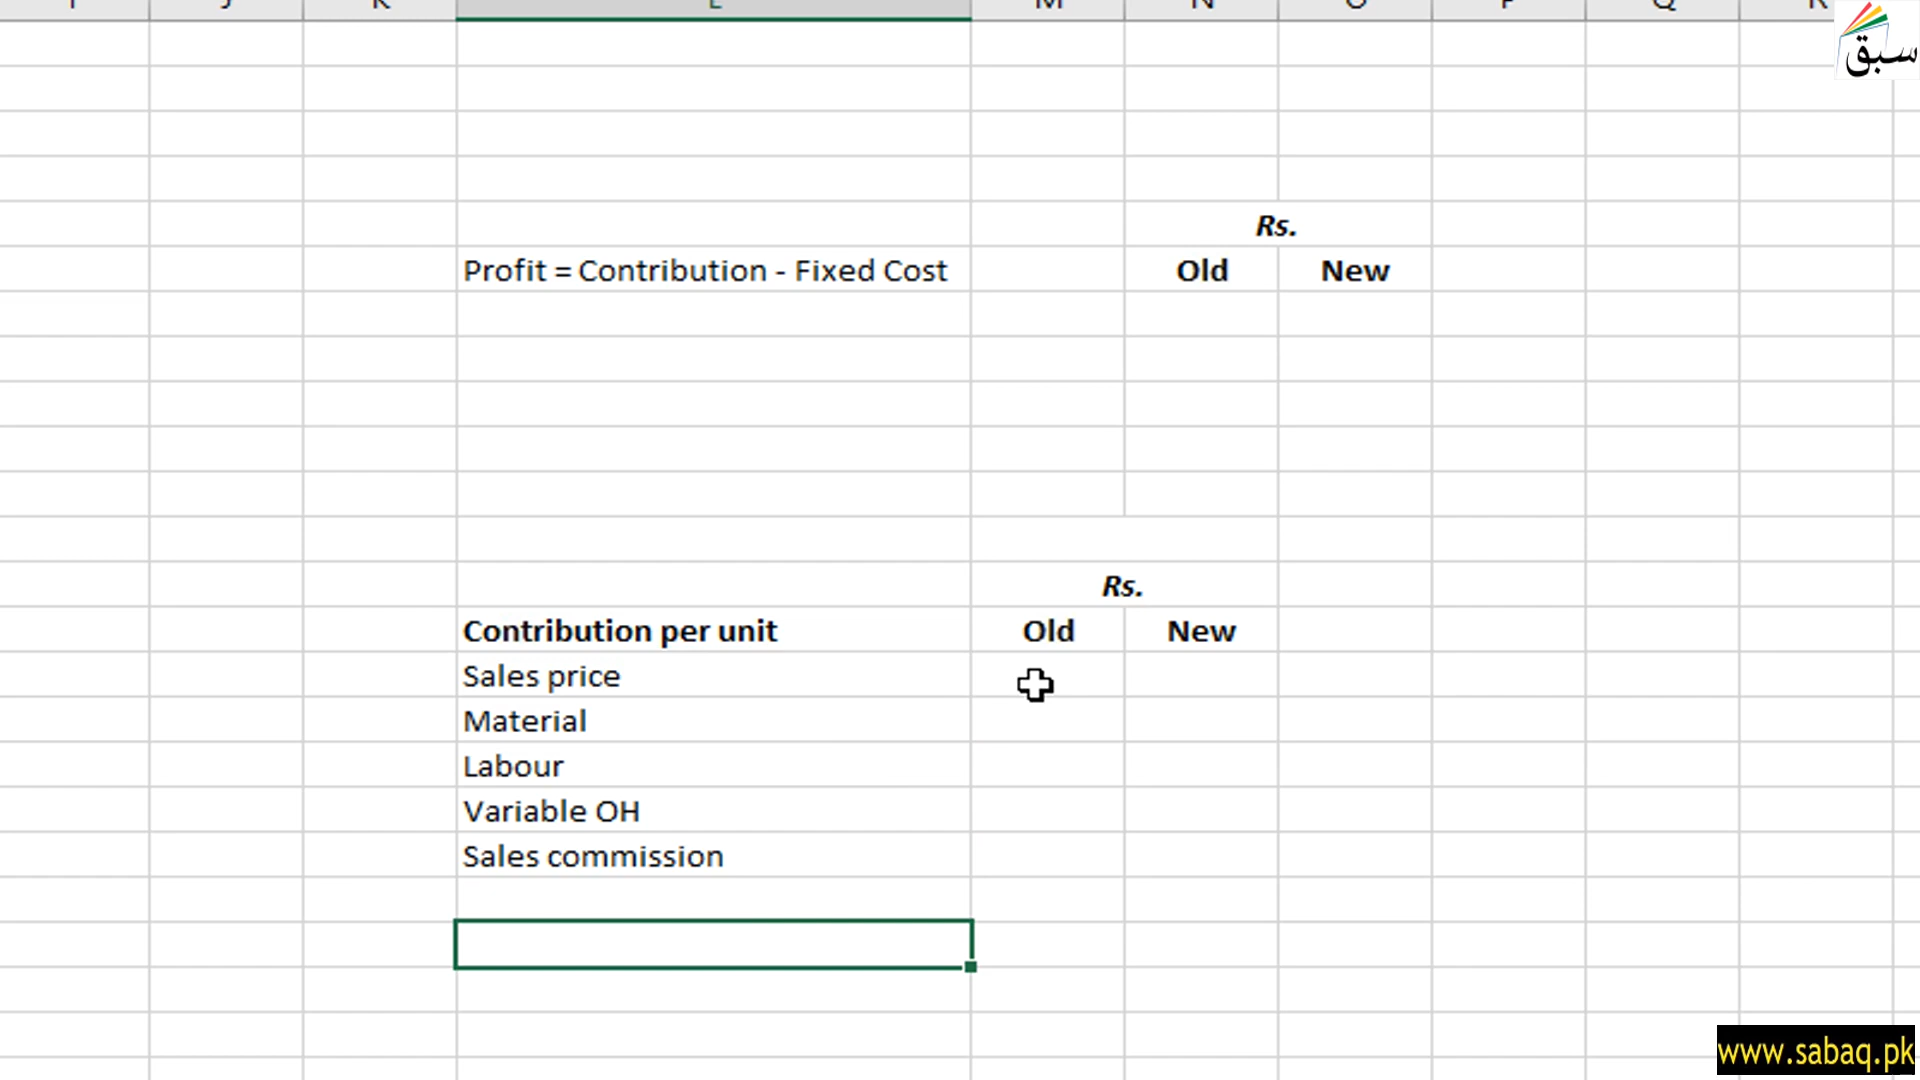 J K L M N O P Q R
سبق
Rs.
Profit = Contribution - Fixed Cost Old New
Rs.
Contribution per unit Old New
Sales price
Material
Labour
Variable OH
Sales commission
www.sabaq.pk